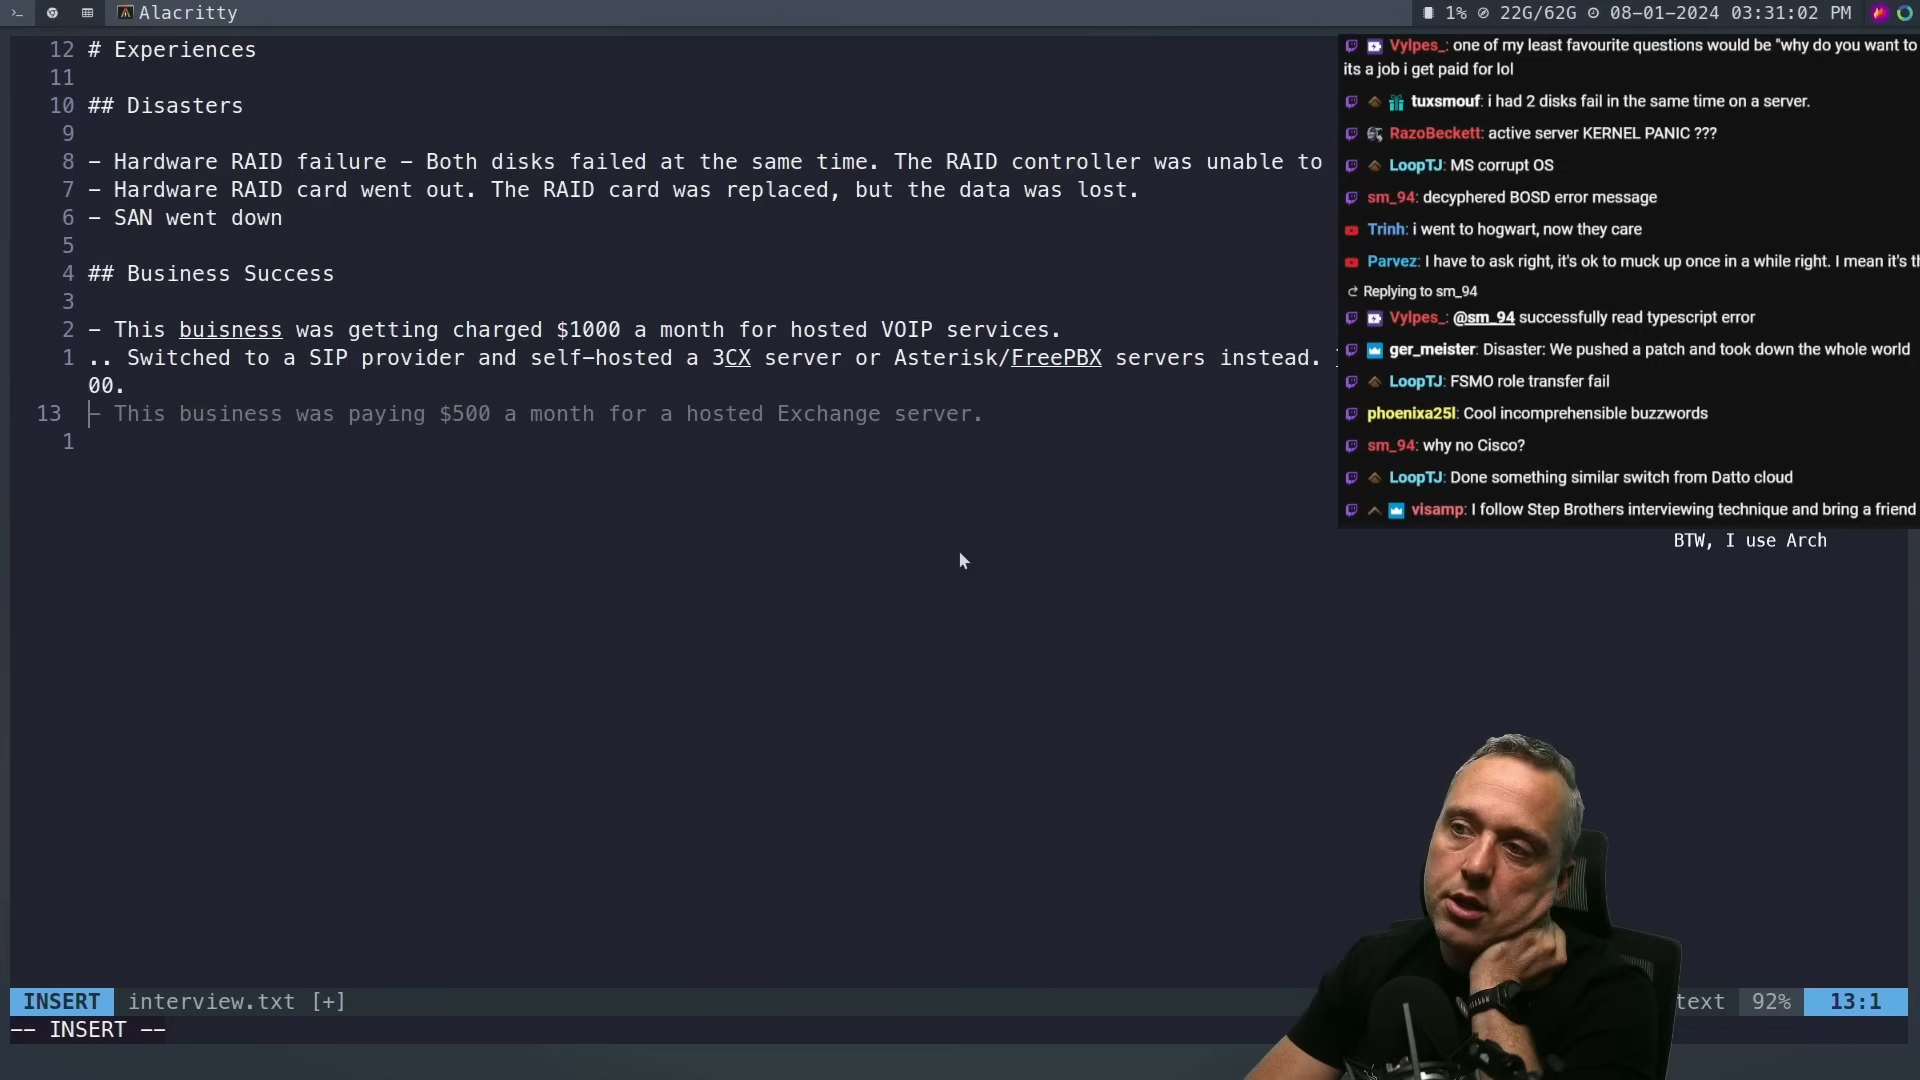 Alacritty
1% 22G/62G 08-01-2024 03:31:02 PM
12 # Experiences
11
10 ## Disasters
9
8 - Hardware RAID failure - Both disks failed at the same time. The RAID controller was unable to
7 - Hardware RAID card went out. The RAID card was replaced, but the data was lost.
6 - SAN went down
5
4 ## Business Success
3
2 - This buisness was getting charged $1000 a month for hosted VOIP services.
1 .. Switched to a SIP provider and self-hosted a 3CX server or Asterisk/FreePBX servers instead.
00.
13 - This business was paying $500 a month for a hosted Exchange server.
1
Vylpes_: one of my least favourite questions would be "why do you want to
its a job i get paid for lol
tuxsmouf: i had 2 disks fail in the same time on a server.
RazoBeckett: active server KERNEL PANIC ???
LoopTJ: MS corrupt OS
sm_94: decyphered BOSD error message
Trinh: i went to hogwart, now they care
Parvez: I have to ask right, it's ok to muck up once in a while right. I mean it's
Replying to sm_94
Vylpes_: @sm_94 successfully read typescript error
ger_meister: Disaster: We pushed a patch and took down the whole world
LoopTJ: FSMO role transfer fail
phoenixa25l: Cool incomprehensible buzzwords
sm_94: why no Cisco?
LoopTJ: Done something similar switch from Datto cloud
visamp: I follow Step Brothers interviewing technique and bring a friend
BTW, I use Arch
INSERT interview.txt [+] text 92% 13:1
-- INSERT --